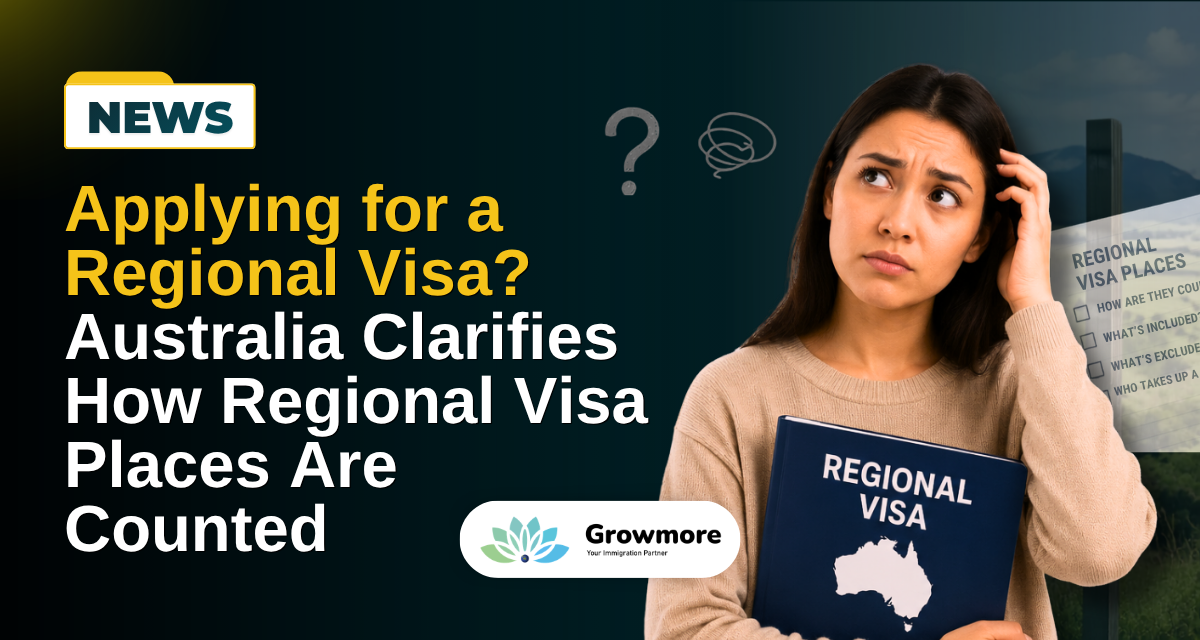 NEWS
Applying for a
Regional Visa?
Australia Clarifies
How Regional Visa
Places Are
Counted
Growmore
Your Immigration Partner
REGIONAL
VISA
REGIONAL
VISA PLACES
HOW ARE THEY
WHAT'S INCLUDED?
WHAT'S
WHO TAKES UP A